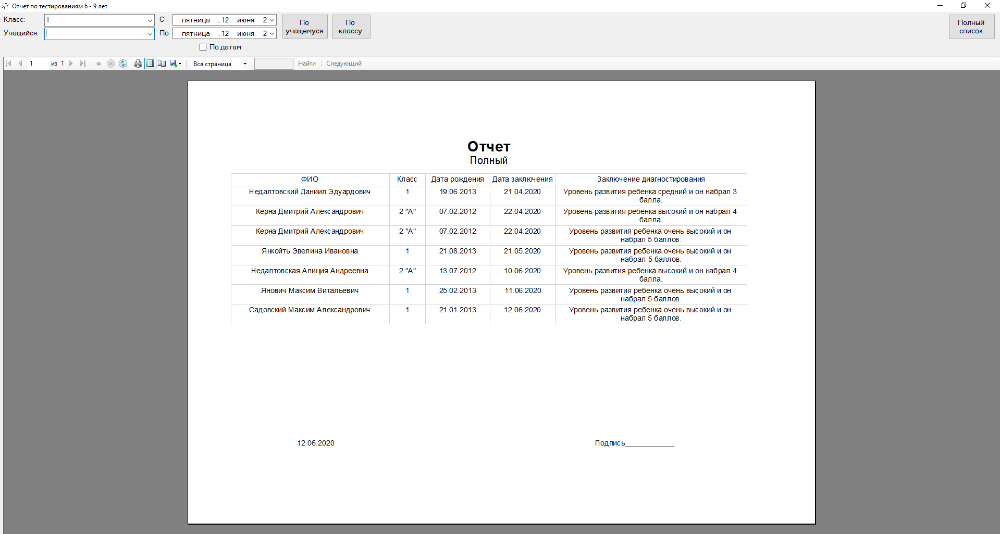 Отчет по тестированиям 6 - 9 лет
Класс: 1 С пятница , 12 июня 2 По учащемуся По классу Полный список
Учащийся: По пятница , 12 июня 2
По датам
1 из 1 Вся страница Найти Следующий
Отчет
Полный
ФИО Класс Дата рождения Дата заключения Заключение диагностирования
Недалтовский Даниил Эдуардович 1 19.06.2013 21.04.2020 Уровень развития ребенка средний и он набрал 3
балла.
Керна Дмитрий Александрович 2 "А" 07.02.2012 22.04.2020 Уровень развития ребенка высокий и он набрал 4
балла.
Керна Дмитрий Александрович 2 "А" 07.02.2012 22.04.2020 Уровень развития ребенка очень высокий и он
набрал 5 баллов.
Янкойть Эвелина Ивановна 1 21.08.2013 21.05.2020 Уровень развития ребенка очень высокий и он
набрал 5 баллов.
Недалтовская Алиция Андреевна 2 "А" 13.07.2012 10.06.2020 Уровень развития ребенка высокий и он набрал 4
балла.
Янович Максим Витальевич 1 25.02.2013 11.06.2020 Уровень развития ребенка очень высокий и он
набрал 5 баллов.
Садовский Максим Александрович 1 21.01.2013 12.06.2020 Уровень развития ребенка очень высокий и он
набрал 5 баллов.
12.06.2020 Подпись____________